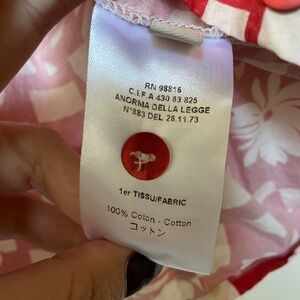 RN 98816
C.I.F.A 430 63 825
ANORMA DELLA LEGGE
N°883 DEL 26.11.73
1er TISSU/FABRIC
100% Coton - Cotton
コットン